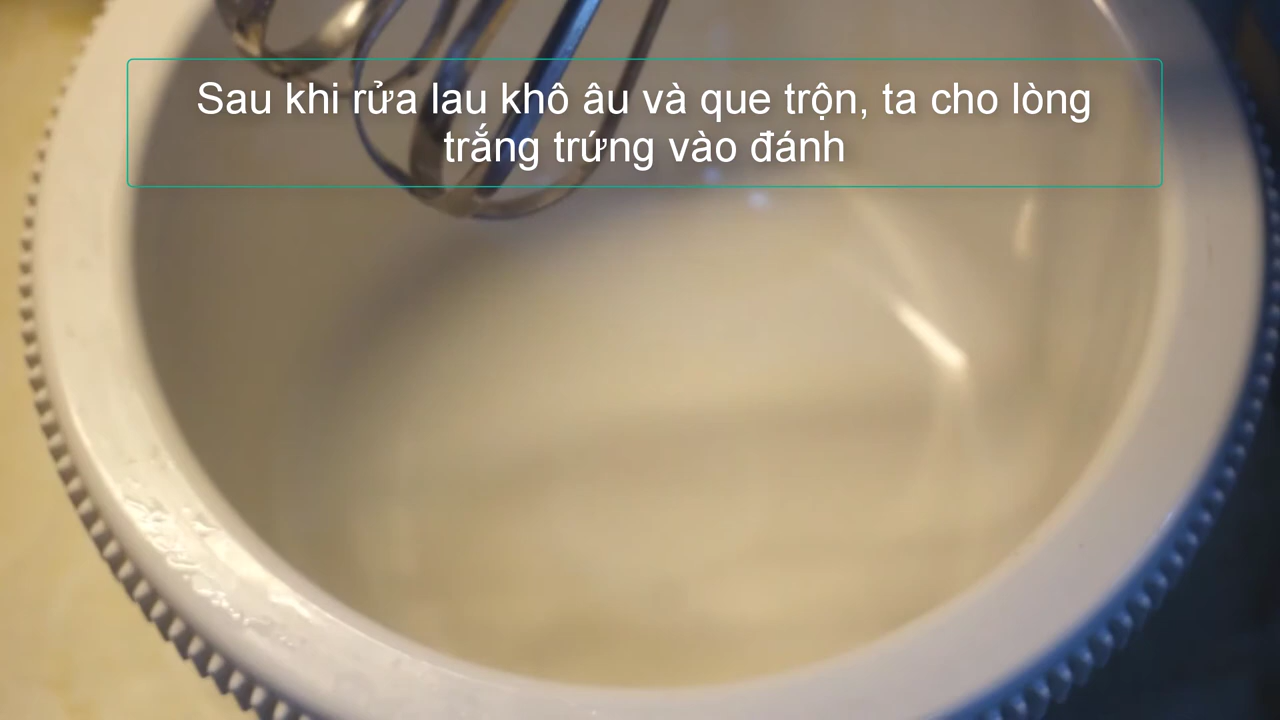 Sau khi rửa lau khô âu và que trộn, ta cho lòng
trắng trứng vào đánh